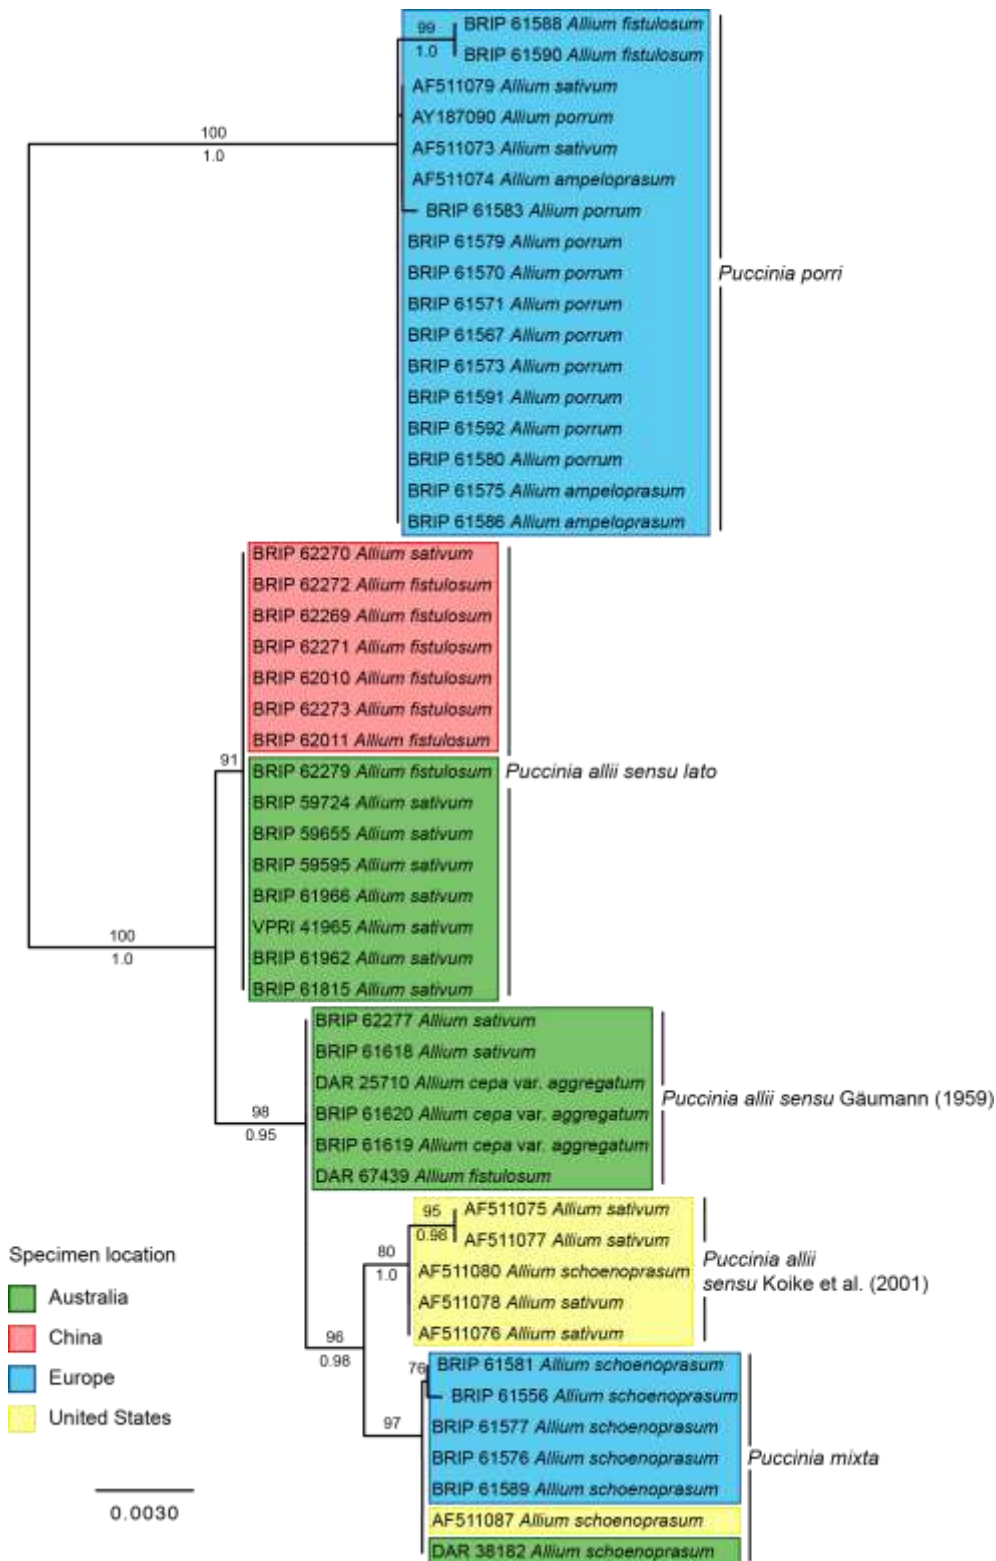 99
BRIP 61588 Allium fistulosum
1.0
BRIP 61590 Allium fistulosum
AF511079 Allium sativum
AY187090 Allium porrum
100
AF511073 Allium sativum
1.0
AF511074 Allium ampeloprasum
BRIP 61583 Allium porrum
BRIP 61579 Allium porrum
BRIP 61570 Allium porrum
Puccinia porri
BRIP 61571 Allium porrum
BRIP 61567 Allium porrum
BRIP 61573 Allium porrum
BRIP 61591 Allium porrum
BRIP 61592 Allium porrum
BRIP 61580 Allium porrum
BRIP 61575 Allium ampeloprasum
BRIP 61586 Allium ampeloprasum
BRIP 62270 Allium sativum
BRIP 62272 Allium fistulosum
BRIP 62269 Allium fistulosum
BRIP 62271 Allium fistulosum
BRIP 62010 Allium fistulosum
BRIP 62273 Allium fistulosum
BRIP 62011 Allium fistulosum
91
BRIP 62279 Allium fistulosum
Puccinia allii sensu lato
BRIP 59724 Allium sativum
BRIP 59655 Allium sativum
BRIP 59595 Allium sativum
BRIP 61966 Allium sativum
VPRI 41965 Allium sativum
100
1.0
BRIP 61962 Allium sativum
BRIP 61815 Allium sativum
BRIP 62277 Allium sativum
BRIP 61618 Allium sativum
DAR 25710 Allium cepa var. aggregatum
Puccinia allii sensu Gäumann (1959)
98
0.95
BRIP 61620 Allium cepa var. aggregatum
BRIP 61619 Allium cepa var. aggregatum
DAR 67439 Allium fistulosum
95
AF511075 Allium sativum
0.98
AF511077 Allium sativum
80
1.0
AF511080 Allium schoenoprasum
Puccinia allii
sensu Koike et al. (2001)
AF511078 Allium sativum
AF511076 Allium sativum
96
0.98
76
BRIP 61581 Allium schoenoprasum
BRIP 61556 Allium schoenoprasum
97
BRIP 61577 Allium schoenoprasum
BRIP 61576 Allium schoenoprasum
Puccinia mixta
BRIP 61589 Allium schoenoprasum
AF511087 Allium schoenoprasum
DAR 38182 Allium schoenoprasum
Specimen location
Australia
China
Europe
United States
0.0030